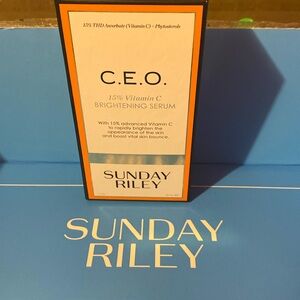 15% THD Ascorbate (Vitamin C) + Phytosterols
C.E.O.
15% Vitamin C
BRIGHTENING SERUM
With 15% advanced Vitamin C
to rapidly brighten the
appearance of the skin
and boost vital skin bounce.
SUNDAY
RILEY
SUNDAY
RILEY